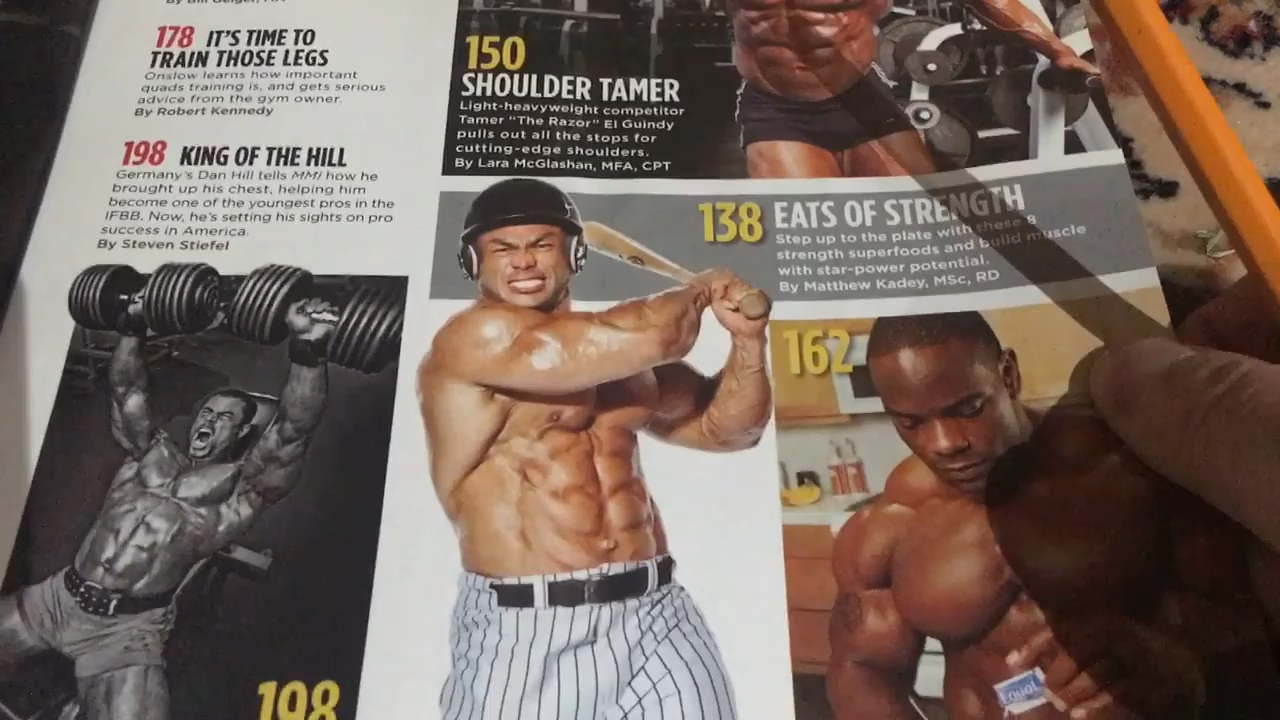 178 IT'S TIME TO
TRAIN THOSE LEGS
Onslow learns how important
quads training is, and gets serious
advice from the gym owner.
By Robert Kennedy
198 KING OF THE HILL
Germany's Dan Hill tells MMI how he
brought up his chest, helping him
become one of the youngest pros in the
IFBB. Now, he's setting his sights on pro
success in America.
By Steven Stiefel
198
150
SHOULDER TAMER
Light-heavyweight competitor
Tamer “The Razor” El Guindy
pulls out all the stops for
cutting-edge shoulders.
By Lara McGlashan, MFA, CPT
138 EATS OF STRENGTH
Step up to the plate with these 8
strength superfoods and build muscle
with star-power potential.
By Matthew Kadey, MSc, RD
162
Equal